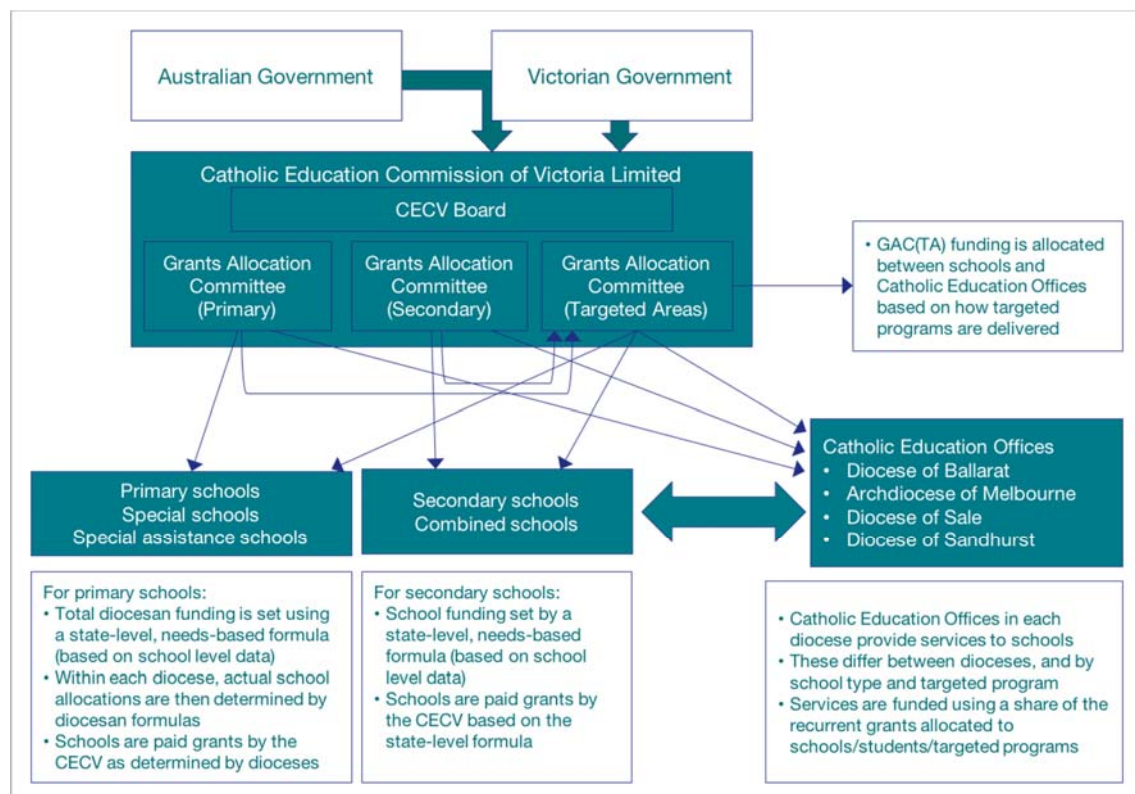 Australian Government
Victorian Government
Catholic Education Commission of Victoria Limited
CECV Board
Grants Allocation
Committee
(Primary)
Grants Allocation
Committee
(Secondary)
Grants Allocation
Committee
(Targeted Areas)
• GAC(TA) funding is allocated
between schools and
Catholic Education Offices
based on how targeted
programs are delivered
Primary schools
Special schools
Special assistance schools
Secondary schools
Combined schools
Catholic Education Offices
• Diocese of Ballarat
• Archdiocese of Melbourne
• Diocese of Sale
• Diocese of Sandhurst
For primary schools:
• Total diocesan funding is set using
a state-level, needs-based formula
(based on school level data)
• Within each diocese, actual school
allocations are then determined by
diocesan formulas
• Schools are paid grants by the
CECV as determined by dioceses
For secondary schools:
• School funding set by a
state-level, needs-based
formula (based on school
level data)
• Schools are paid grants by
the CECV based on the
state-level formula
• Catholic Education Offices in each
diocese provide services to schools
• These differ between dioceses, and by
school type and targeted program
• Services are funded using a share of the
recurrent grants allocated to
schools/students/targeted programs